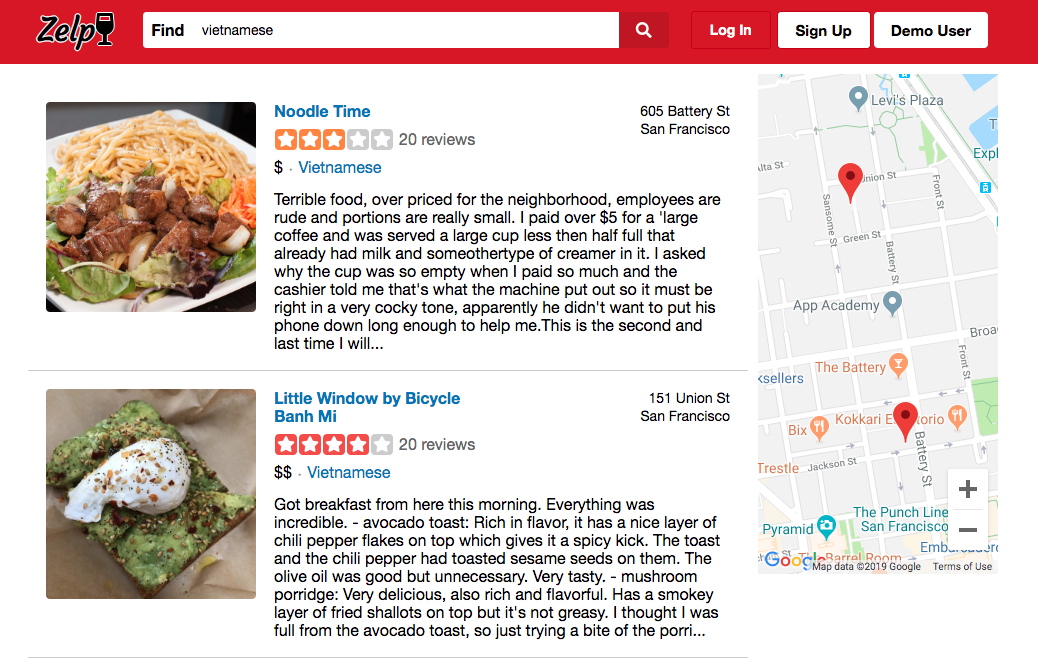 Zelp
Find vietnamese
Log In
Sign Up
Demo User
Noodle Time
20 reviews
$ · Vietnamese
605 Battery St
San Francisco
Terrible food, over priced for the neighborhood, employees are
rude and portions are really small. I paid over $5 for a 'large
coffee and was served a large cup less then half full that
already had milk and someothertype of creamer in it. I asked
why the cup was so empty when I paid so much and the
cashier told me that's what the machine put out so it must be
right in a very cocky tone, apparently he didn't want to put his
phone down long enough to help me.This is the second and
last time I will...
Little Window by Bicycle
Banh Mi
20 reviews
$$ · Vietnamese
151 Union St
San Francisco
Got breakfast from here this morning. Everything was
incredible. - avocado toast: Rich in flavor, it has a nice layer of
chili pepper flakes on top which gives it a spicy kick. The toast
and the chili pepper had toasted sesame seeds on them. The
olive oil was good but unnecessary. Very tasty. - mushroom
porridge: Very delicious, also rich and flavorful. Has a smokey
layer of fried shallots on top but it's not greasy. I thought I was
full from the avocado toast, so just trying a bite of the porri...
Levi's Plaza
Expl
lta St
nion St
Sansome St
Front St
Green St
Battery St
App Academy
Broa
Front St
The Battery
ksellers
Kokkari E torio
Bix
Battery St
Trestle
Jackson St
+
The Punch Line
San Francisco
−
Pyramid
Embarcadero
Barrel Room
Google
Map data ©2019 Google Terms of Use